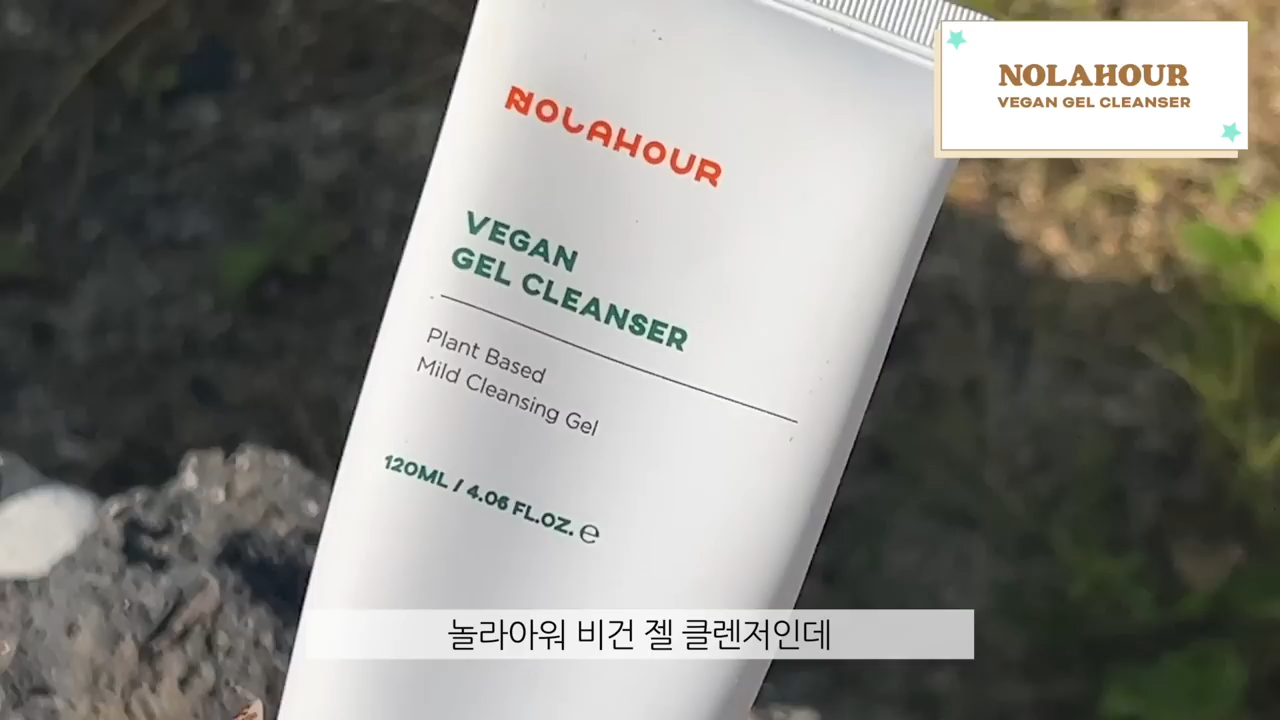 NOLAHOUR
VEGAN GEL CLEANSER
NOLAHOUR
VEGAN
GEL CLEANSER
Plant Based
Mild Cleansing Gel
120ML / 4.06 FL.OZ. ℮
놀라아워 비건 젤 클렌저인데